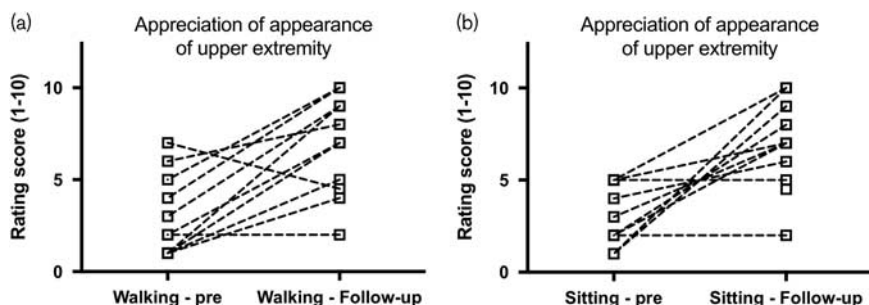 (a)
Appreciation of appearance
of upper extremity
Rating score (1-10)
10
5
0
Walking - pre
Walking - Follow-up
(b)
Appreciation of appearance
of upper extremity
Rating score (1-10)
10
5
0
Sitting - pre
Sitting - Follow-up